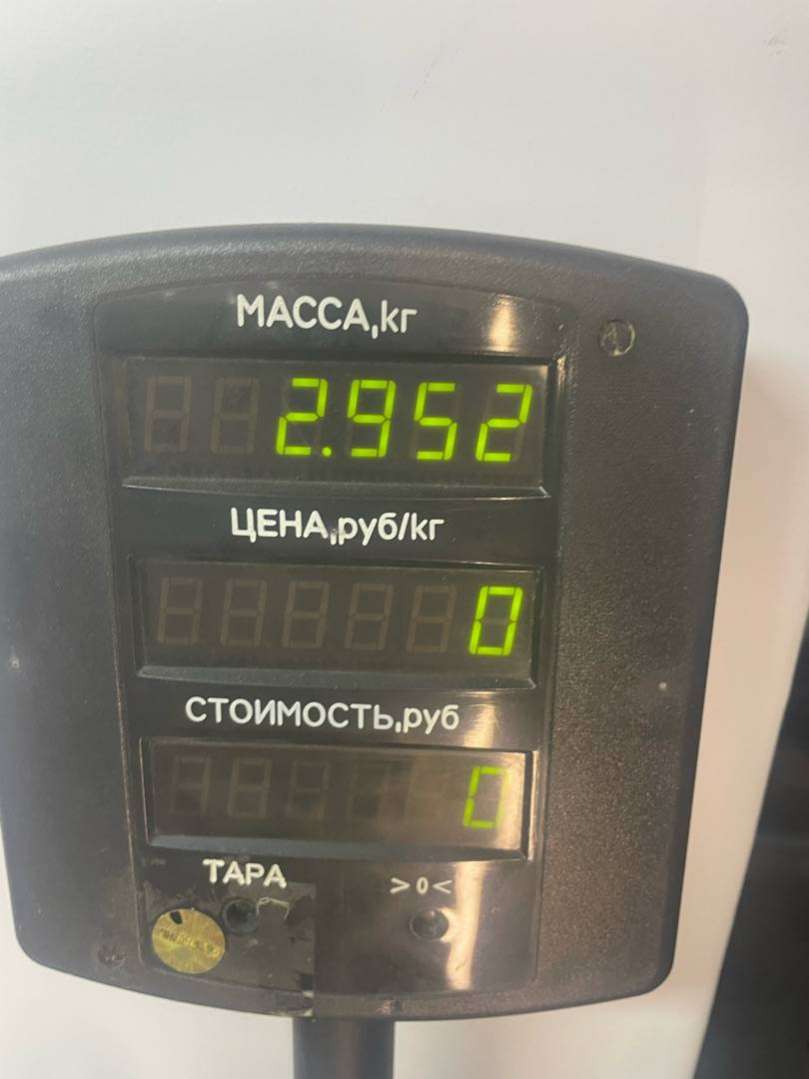 МАССА,кг
2.952
ЦЕНА,руб/кг
0
СТОИМОСТЬ,руб
0
ТАРА >0<